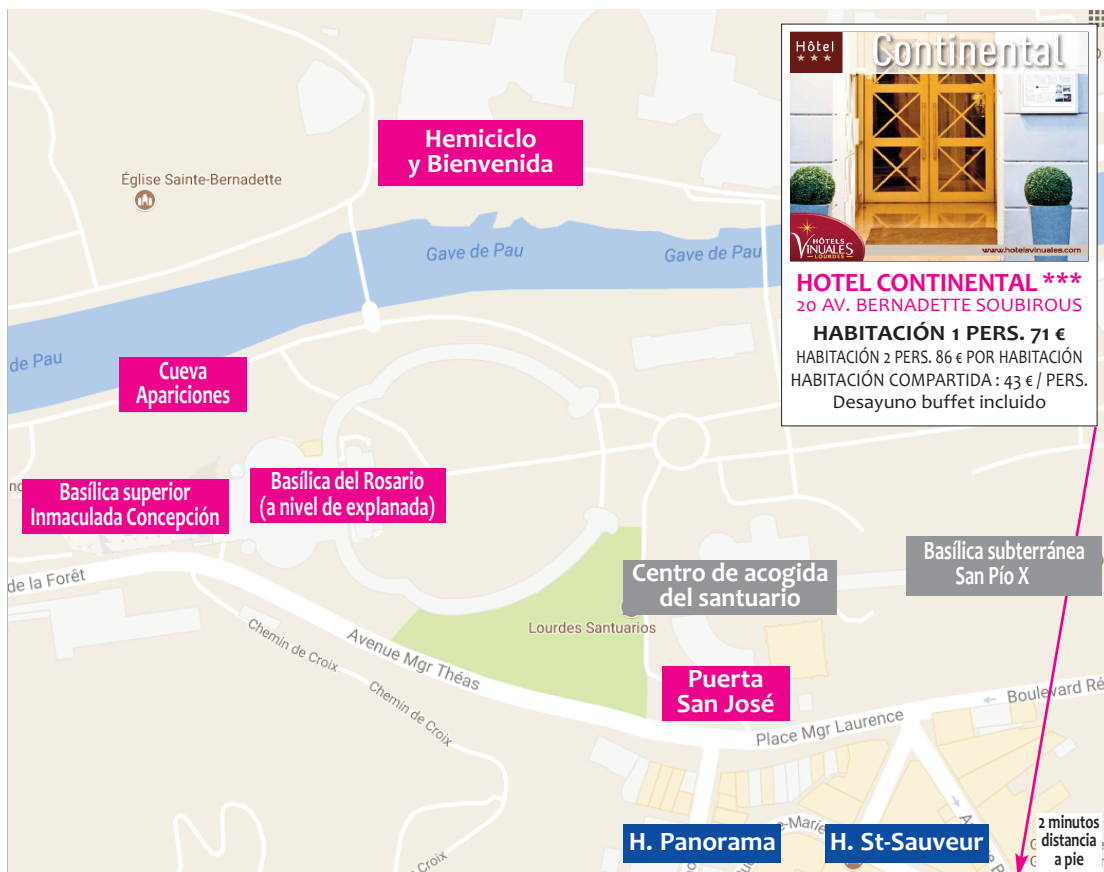 Hôtel
Continental
HÔTELS
VINUALES
LOURDES
www.hotelsvinuales.com
HOTEL CONTINENTAL ***
20 AV. BERNADETTE SOUBIROUS
HABITACIÓN 1 PERS. 71 €
HABITACIÓN 2 PERS. 86 € POR HABITACIÓN
HABITACIÓN COMPARTIDA : 43 € / PERS.
Desayuno buffet incluido
Hemiciclo
y Bienvenida
Église Sainte-Bernadette
Gave de Pau
Gave de Pau
de Pau
Cueva
Apariciones
Basílica superior
Inmaculada Concepción
Basílica del Rosario
(a nivel de explanada)
Basílica subterránea
San Pío X
Centro de acogida
del santuario
Lourdes Santuarios
de la Forêt
Chemin de Croix
Avenue Mgr Théas
Chemin de Croix
Puerta
San José
Boulevard Ré
Place Mgr Laurence
H. Panorama
e-Marie
H. St-Sauveur
2 minutos
distancia
a pie
de Croix